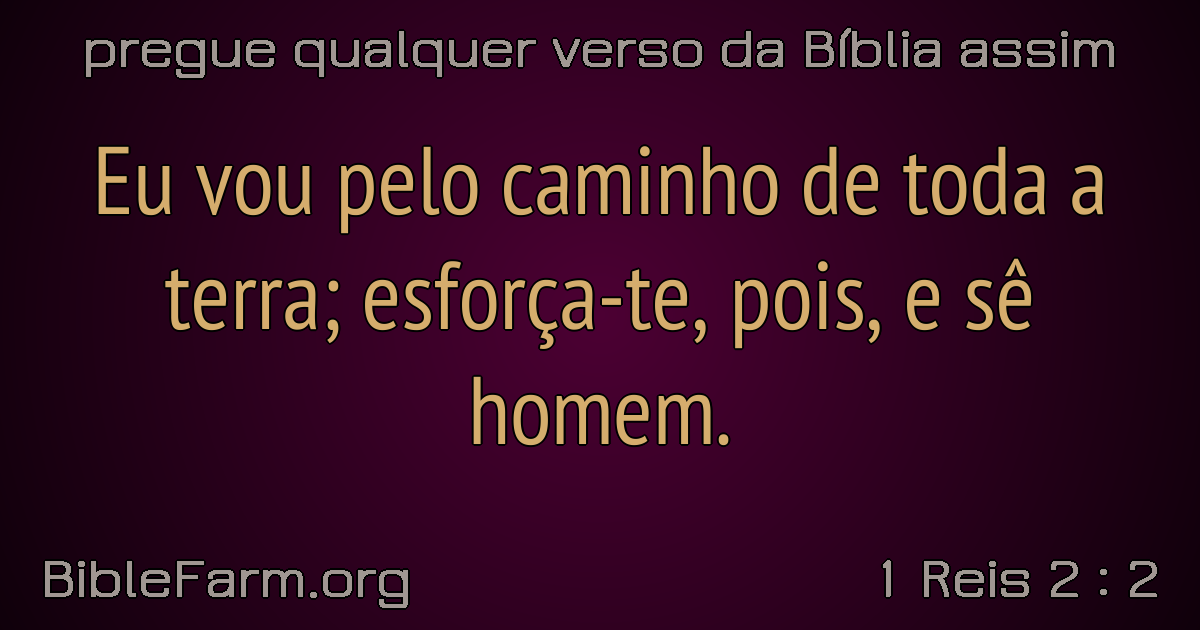 pregue qualquer verso da Bíblia assim
Eu vou pelo caminho de toda a
terra; esforça-te, pois, e sê
homem.
BibleFarm.org
1 Reis 2 : 2